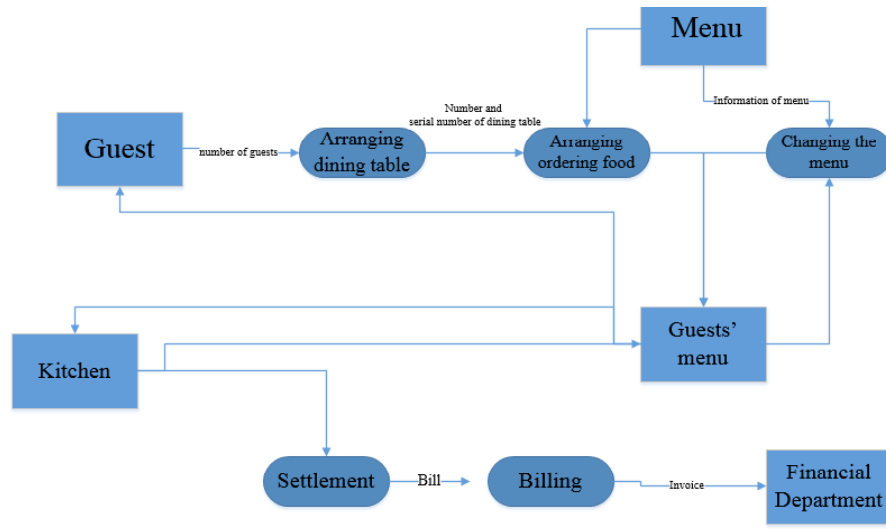 Menu
Information of menu
Number and
serial number of dining table
Guest
number of guests
Arranging
dining table
Arranging
ordering food
Changing the
menu
Guests’
menu
Kitchen
Settlement
Bill
Billing
Invoice
Financial
Department